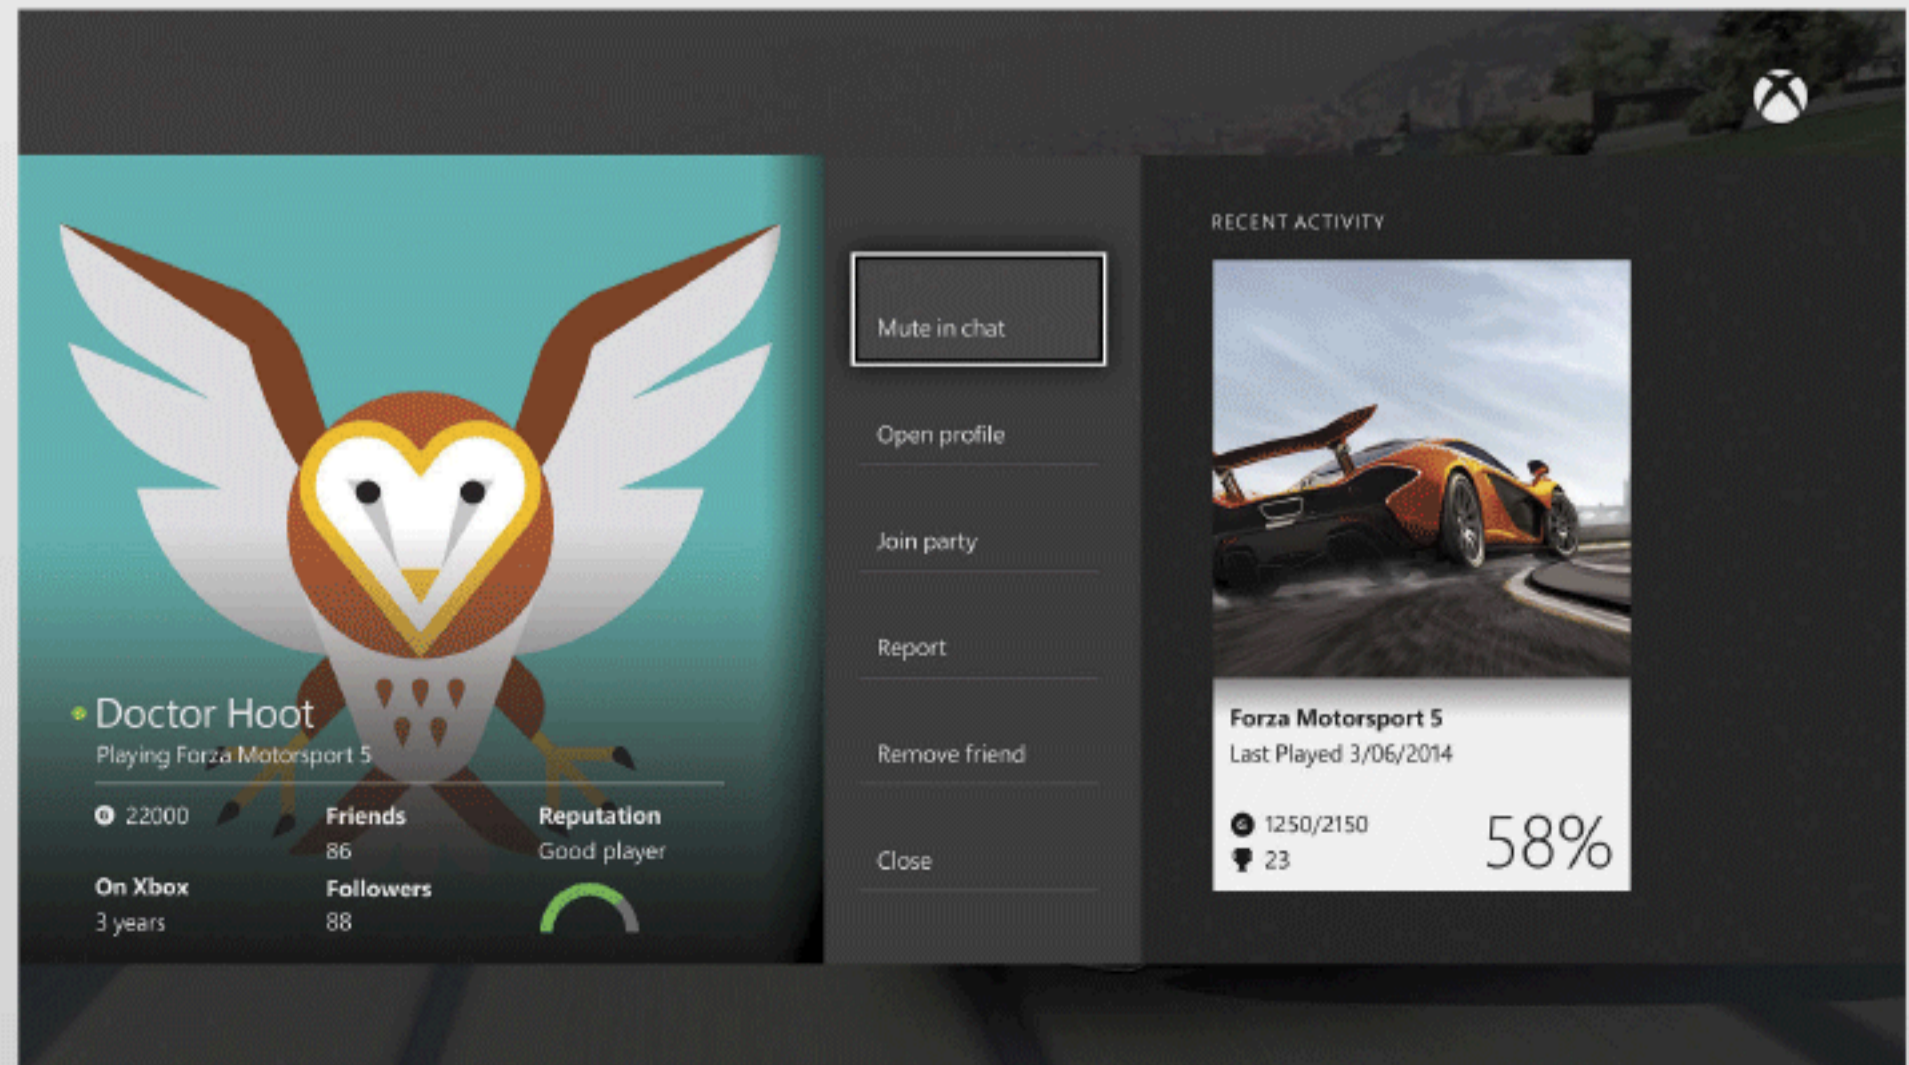 RECENT ACTIVITY
Mute in chat
Open profile
Join party
Report
Remove friend
Close
Doctor Hoot
Playing Forza Motorsport 5
G 22000
Friends
86
Reputation
Good player
On Xbox
3 years
Followers
88
Forza Motorsport 5
Last Played 3/06/2014
G 1250/2150
23
58%